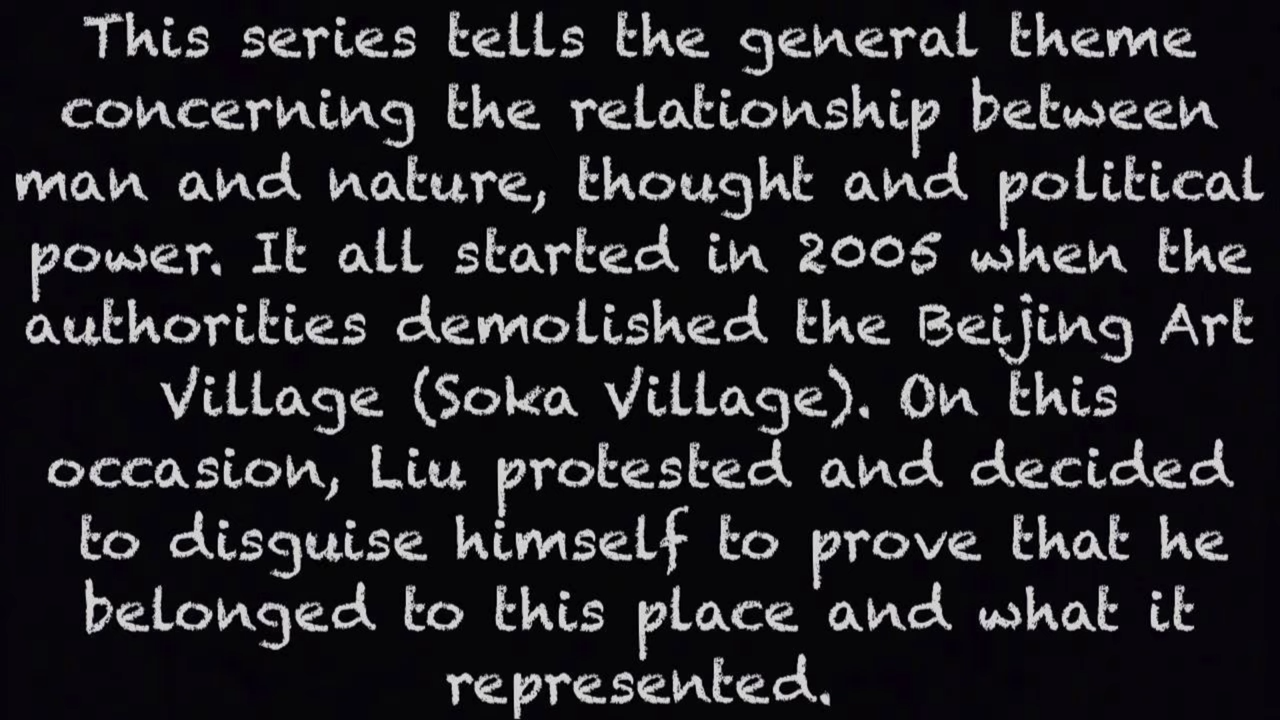 This series tells the general theme
concerning the relationship between
man and nature, thought and political
power. It all started in 2005 when the
authorities demolished the Beijing Art
Village (Soka Village). On this
occasion, Liu protested and decided
to disguise himself to prove that he
belonged to this place and what it
represented.